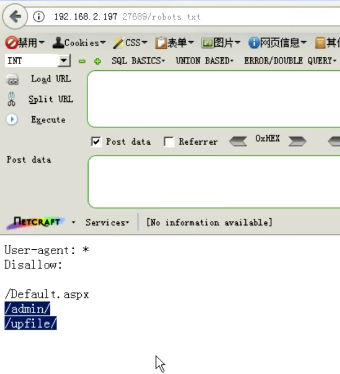 192.168.2.197:27689/robots.txt
禁用 Cookies CSS 表单 图片 网页信息 其
INT SQL BASICS UNION BASED ERROR/DOUBLE QUERY
Load URL
Split URL
Execute
Post data Referrer 0xHEX
Post data
NETCRAFT Services [No information available]
User-agent: *
Disallow:
/Default.aspx
/admin/
/upfile/